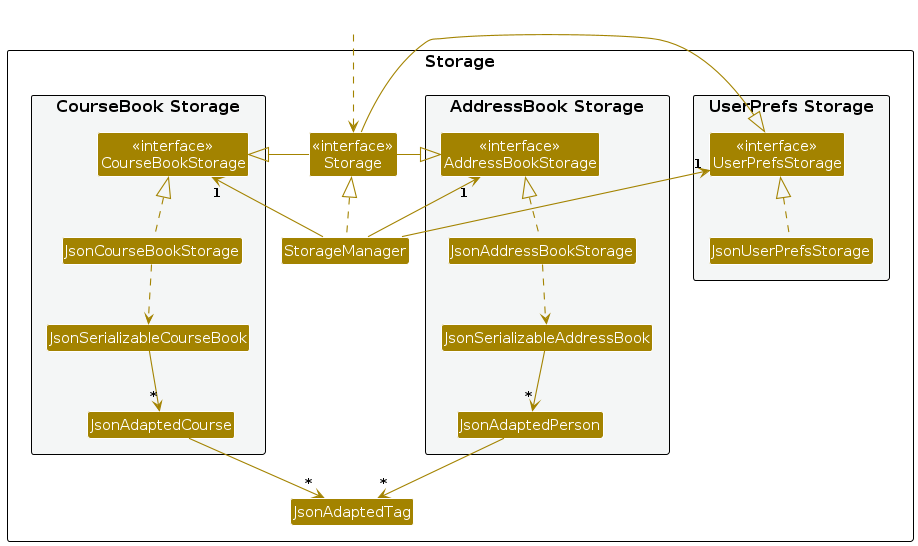 Storage
CourseBook Storage
AddressBook Storage
UserPrefs Storage
«interface»
CourseBookStorage
«interface»
Storage
«interface»
AddressBookStorage
«interface»
UserPrefsStorage
1
1
1
JsonCourseBookStorage
StorageManager
JsonAddressBookStorage
JsonUserPrefsStorage
JsonSerializableCourseBook
JsonSerializableAddressBook
*
*
JsonAdaptedCourse
JsonAdaptedPerson
*
*
JsonAdaptedTag